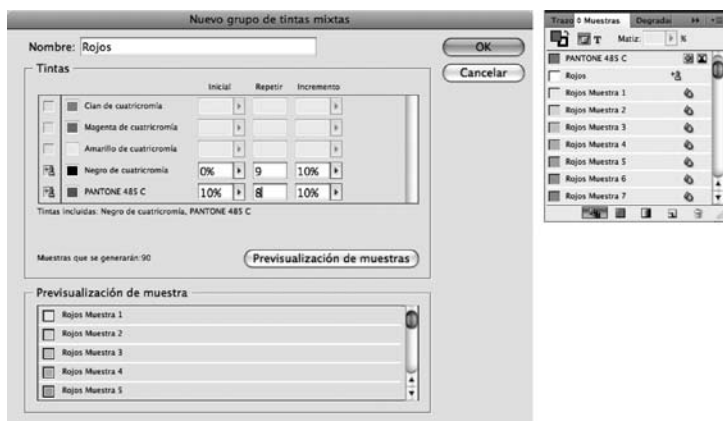 Nuevo grupo de tintas mixtas
Nombre: Rojos
OK
Cancelar
Tintas
Inicial Repetir Incremento
Cian de cuatricromía
Magenta de cuatricromía
Amarillo de cuatricromía
Negro de cuatricromía 0% 9 10%
PANTONE 485 C 10% 8 10%
Tintas incluidas: Negro de cuatricromía, PANTONE 485 C
Muestras que se generarán:90
Previsualización de muestras
Previsualización de muestra
Rojos Muestra 1
Rojos Muestra 2
Rojos Muestra 3
Rojos Muestra 4
Rojos Muestra 5
Trazo Muestras Degradai
Matiz: %
PANTONE 485 C
Rojos
Rojos Muestra 1
Rojos Muestra 2
Rojos Muestra 3
Rojos Muestra 4
Rojos Muestra 5
Rojos Muestra 6
Rojos Muestra 7